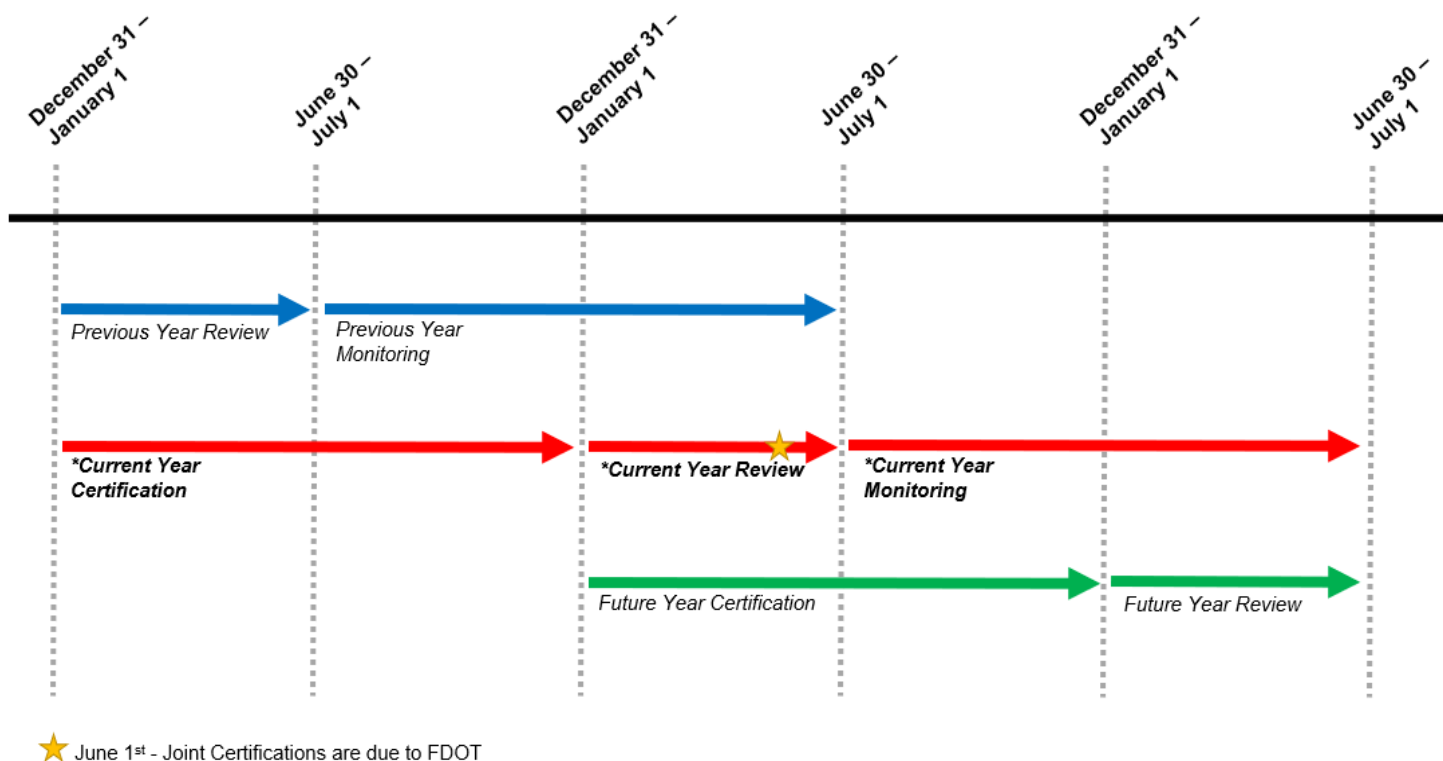 December 31 –
January 1
June 30 –
July 1
December 31 –
January 1
June 30 –
July 1
December 31 –
January 1
June 30 –
July 1
Previous Year Review
Previous Year
Monitoring
*Current Year
Certification
*Current Year Review
*Current Year
Monitoring
Future Year Certification
Future Year Review
June 1st - Joint Certifications are due to FDOT